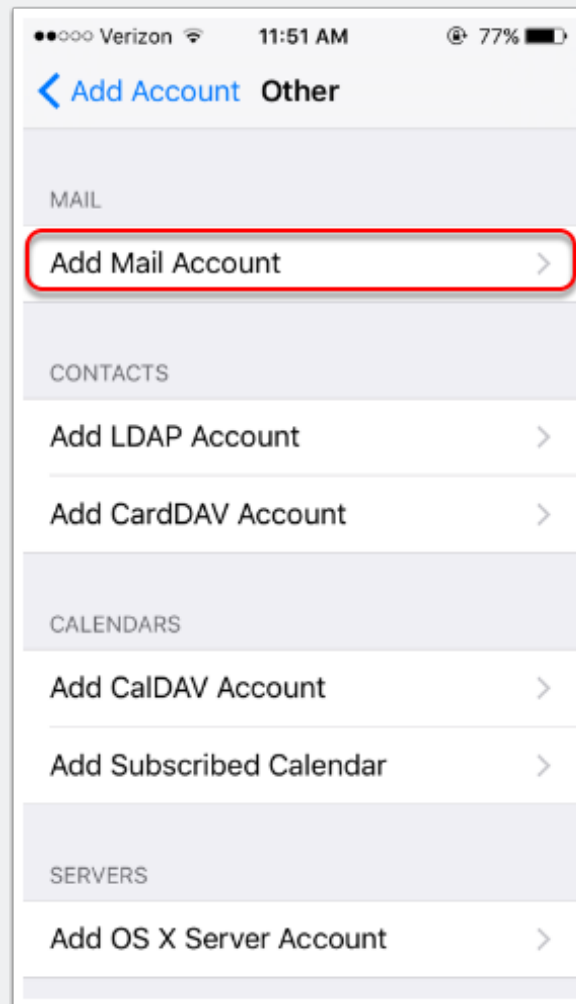 Verizon 11:51 AM 77%
Add Account Other
MAIL
Add Mail Account
CONTACTS
Add LDAP Account
Add CardDAV Account
CALENDARS
Add CalDAV Account
Add Subscribed Calendar
SERVERS
Add OS X Server Account